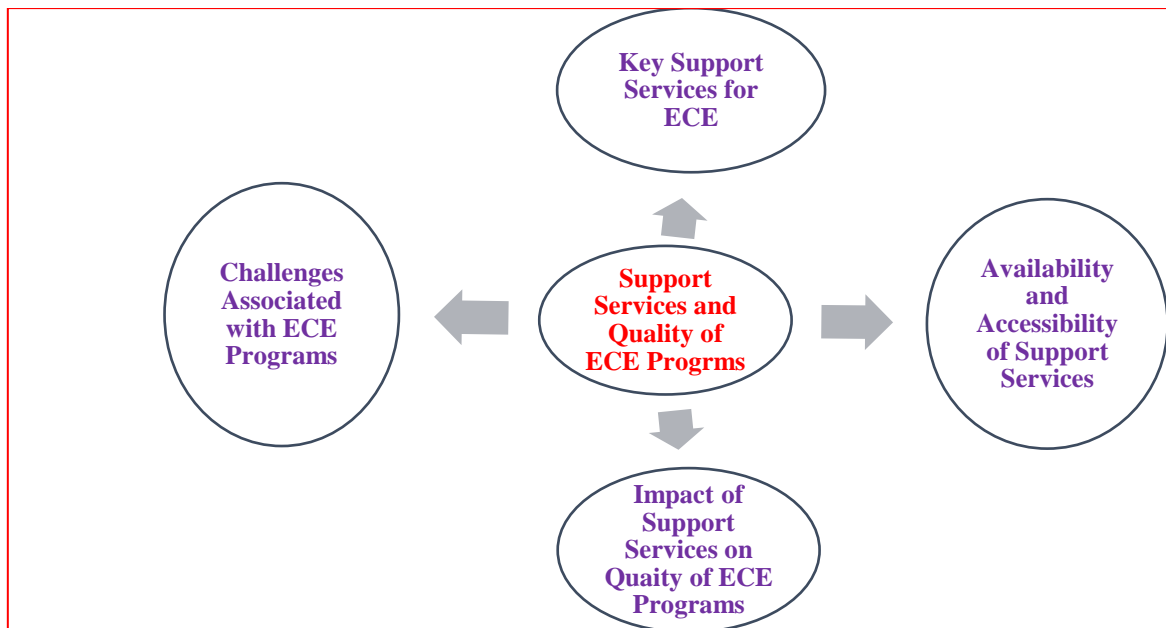 Key Support
Services for
ECE
Challenges
Associated
with ECE
Programs
Support
Services and
Quality of
ECE Progrms
Availability
and
Accessibility
of Support
Services
Impact of
Support
Services on
Quaity of ECE
Programs